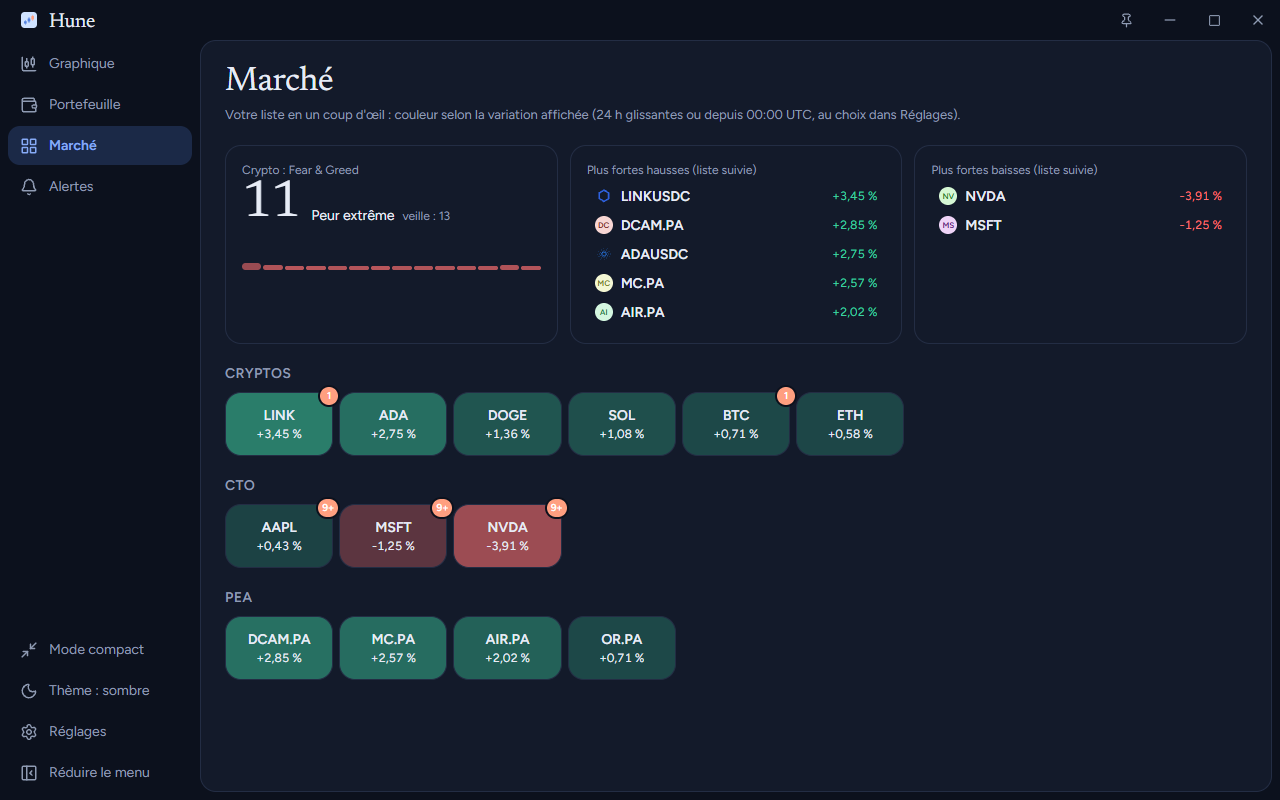 Hune
Graphique
Portefeuille
Marché
Alertes
Mode compact
Thème : sombre
Réglages
Réduire le menu
Marché
Votre liste en un coup d'œil : couleur selon la variation affichée (24 h glissantes ou depuis 00:00 UTC, au choix dans Réglages).
Crypto : Fear & Greed
11 Peur extrême veille : 13
Plus fortes hausses (liste suivie)
LINKUSDC +3,45 %
DC DCAM.PA +2,85 %
ADAUSDC +2,75 %
MC MC.PA +2,57 %
AI AIR.PA +2,02 %
Plus fortes baisses (liste suivie)
NV NVDA -3,91 %
MS MSFT -1,25 %
CRYPTOS
1 1
LINK ADA DOGE SOL BTC ETH
+3,45 % +2,75 % +1,36 % +1,08 % +0,71 % +0,58 %
CTO
9+ 9+ 9+
AAPL MSFT NVDA
+0,43 % -1,25 % -3,91 %
PEA
DCAM.PA MC.PA AIR.PA OR.PA
+2,85 % +2,57 % +2,02 % +0,71 %